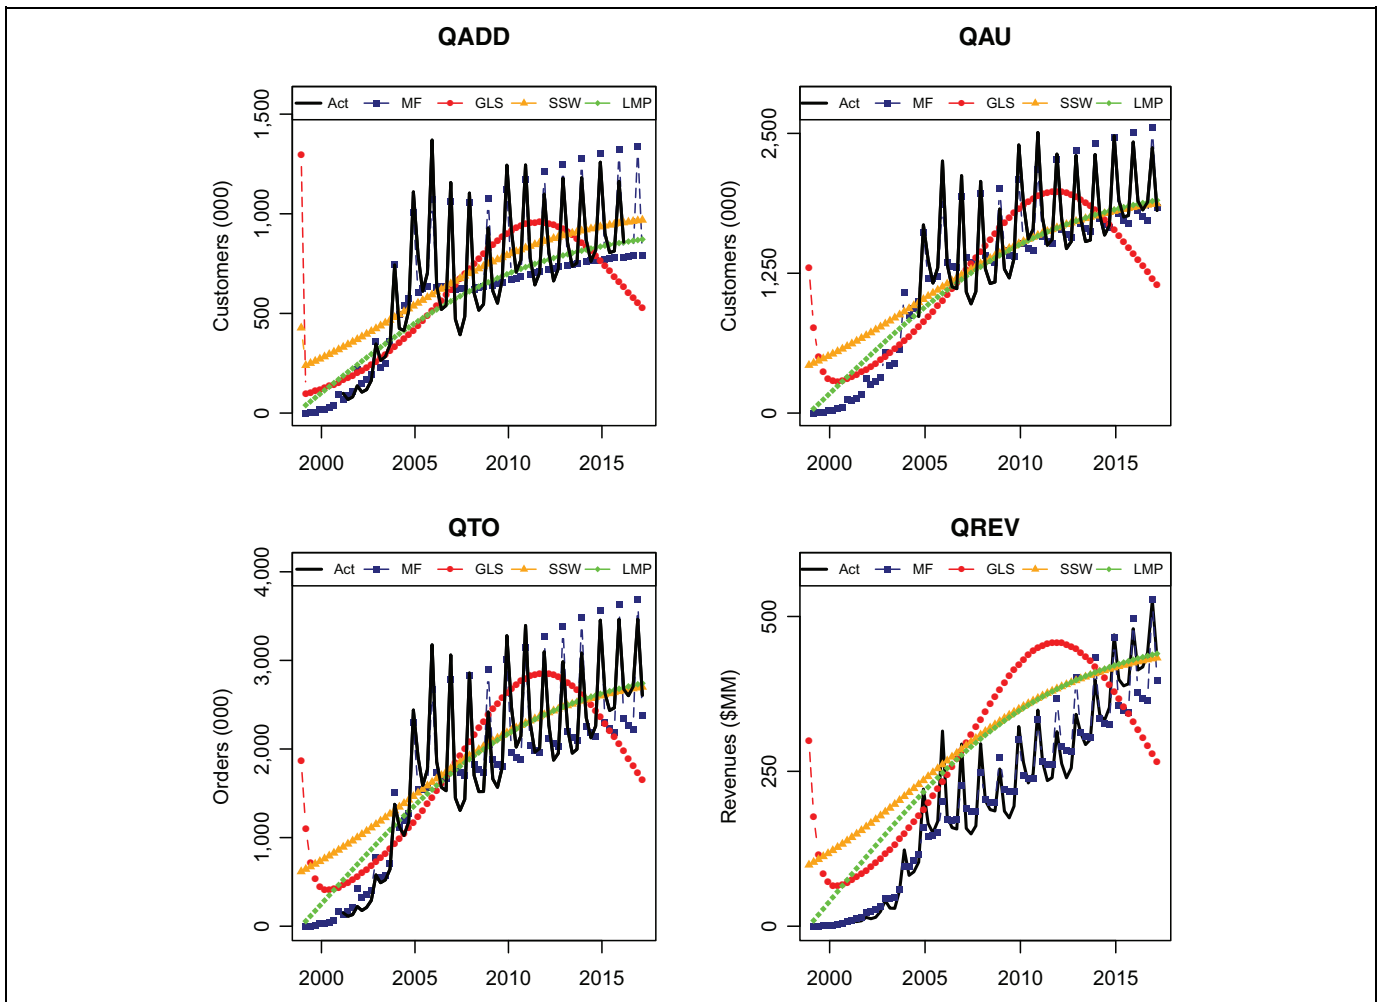 QADD
Act MF GLS SSW LMP
Customers (000)
1,500
1,000
500
0
2000 2005 2010 2015
QAU
Act MF GLS SSW LMP
Customers (000)
2,500
1,250
0
2000 2005 2010 2015
QTO
Act MF GLS SSW LMP
Orders (000)
4,000
3,000
2,000
1,000
0
2000 2005 2010 2015
QREV
Act MF GLS SSW LMP
Revenues ($MM)
500
250
0
2000 2005 2010 2015